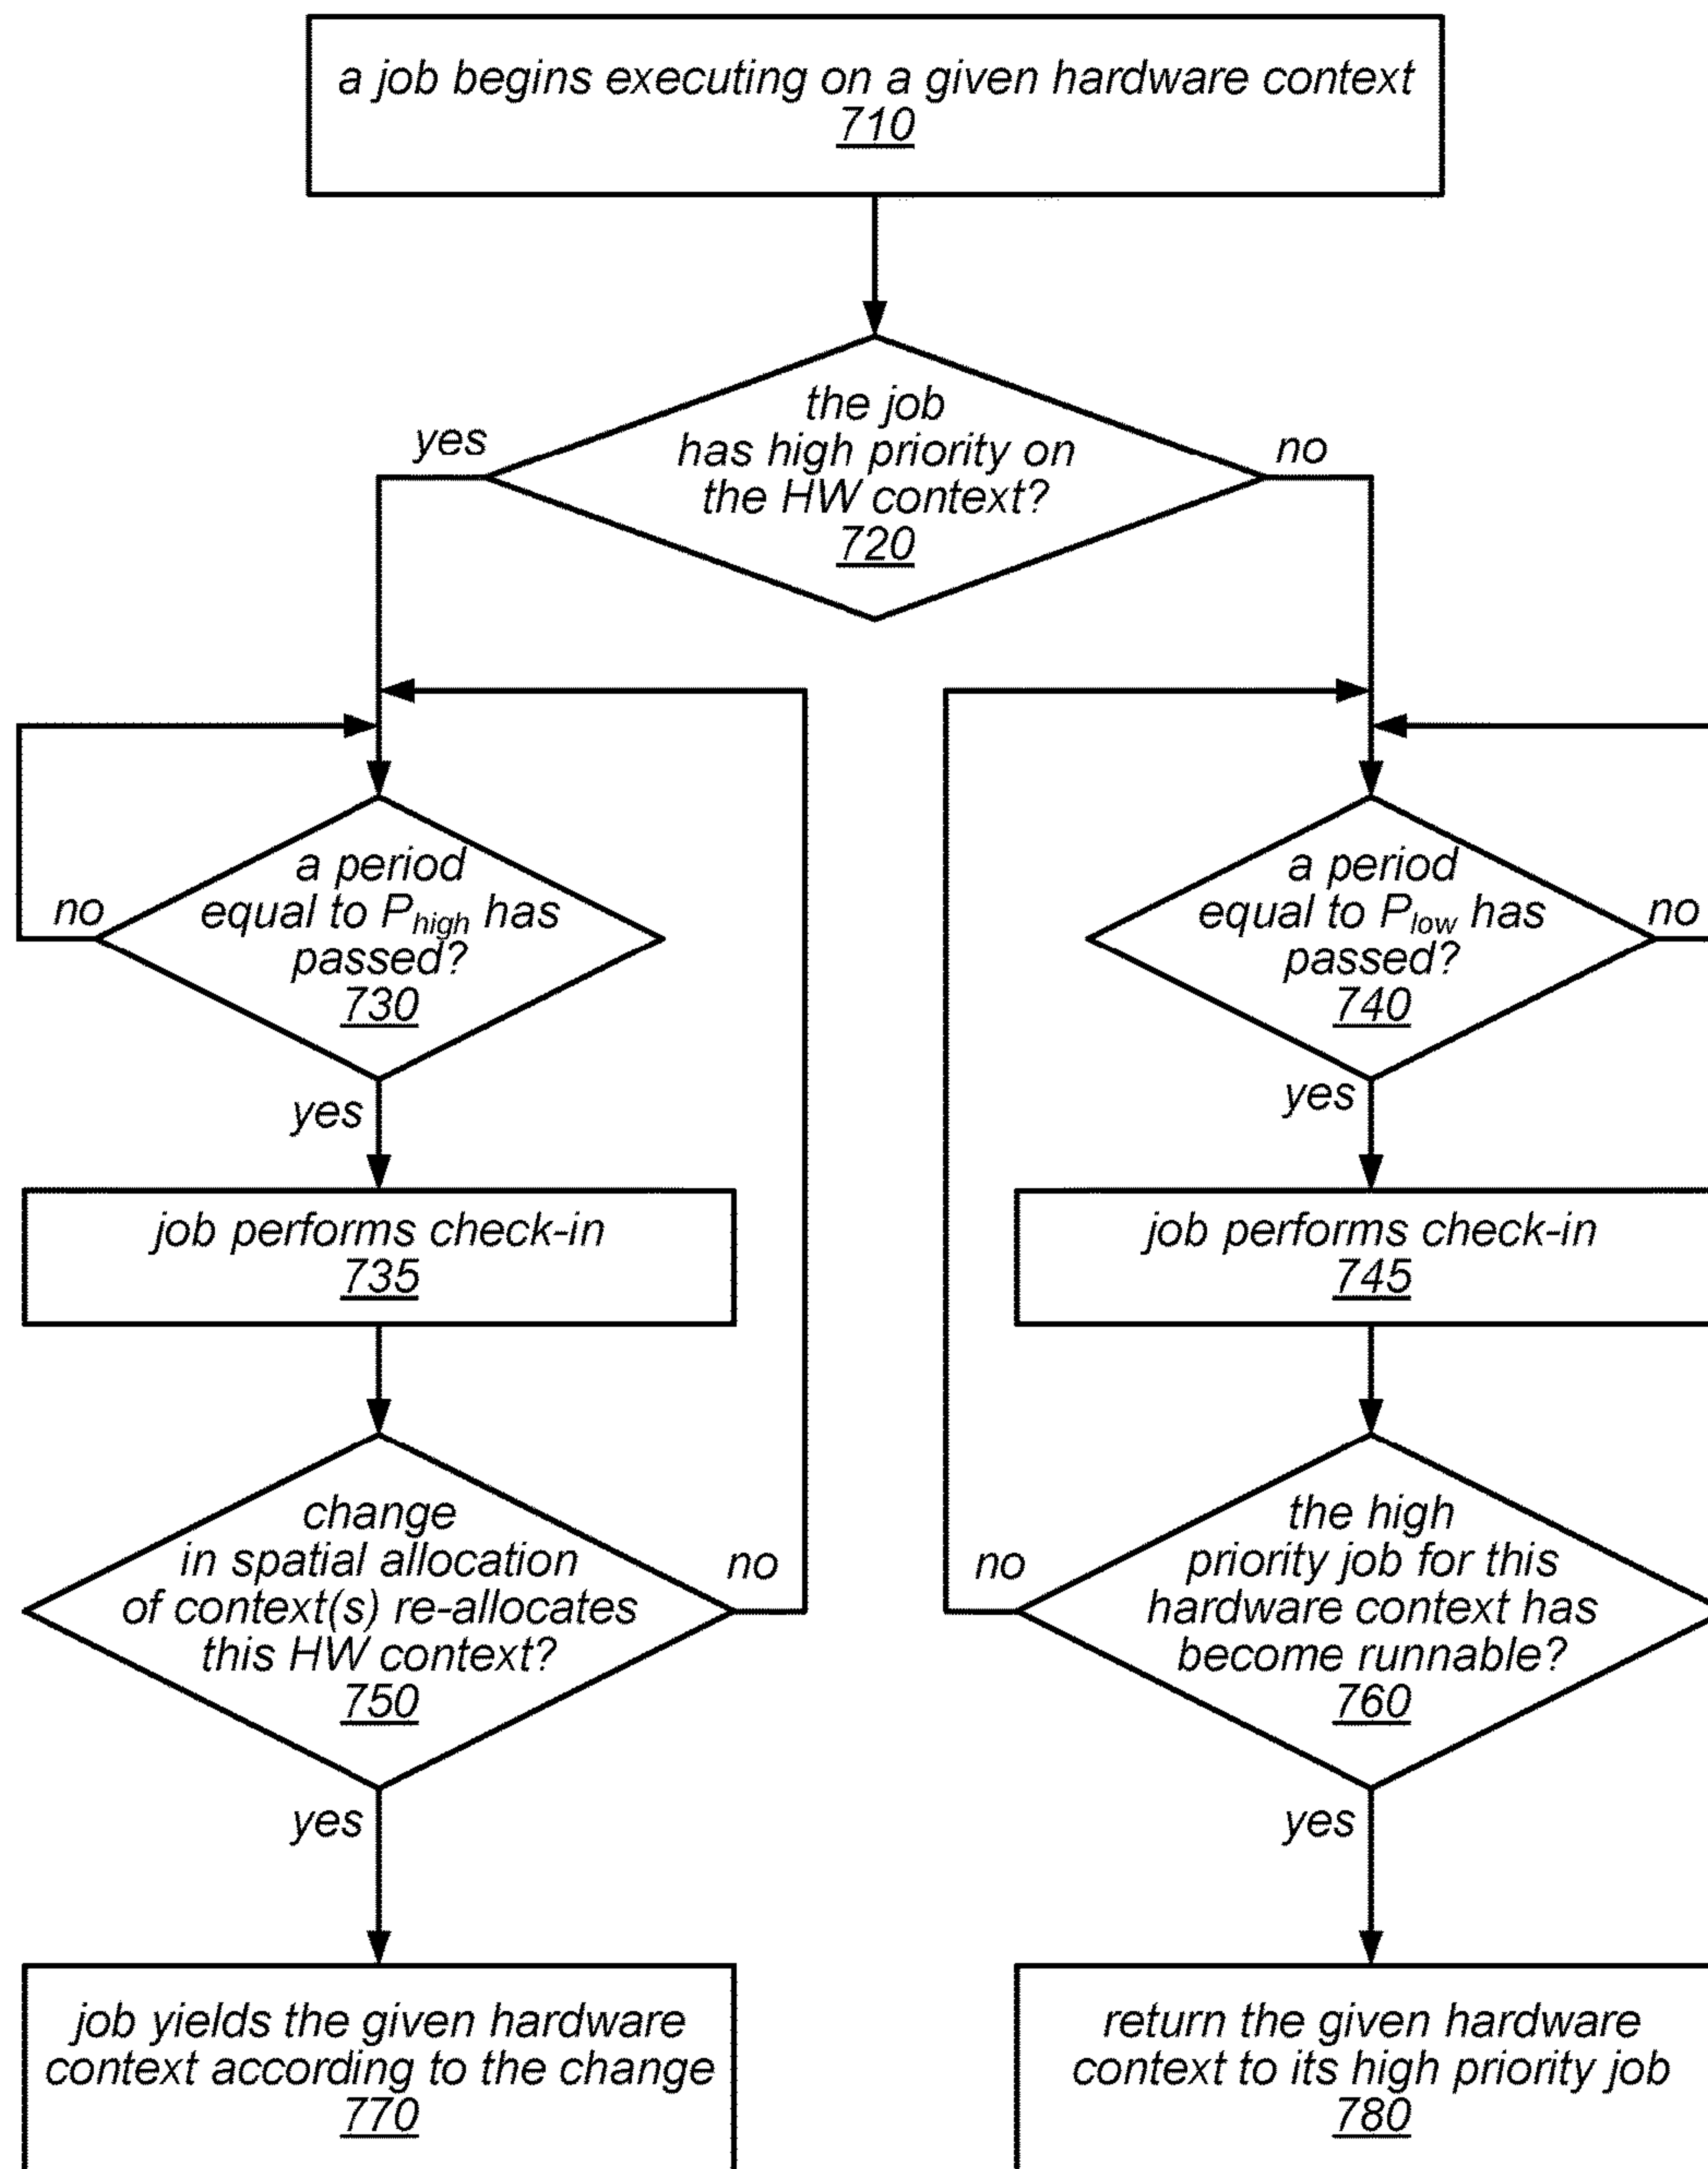 a job begins executing on a given hardware context
710
the job
has high priority on
the HW context?
720
yes
no
a period
equal to Phigh has
passed?
730
no
yes
a period
equal to Plow has
passed?
740
no
yes
job performs check-in
735
job performs check-in
745
change
in spatial allocation
of context(s) re-allocates
this HW context?
750
no
yes
the high
priority job for this
hardware context has
become runnable?
760
no
yes
job yields the given hardware
context according to the change
770
return the given hardware
context to its high priority job
780